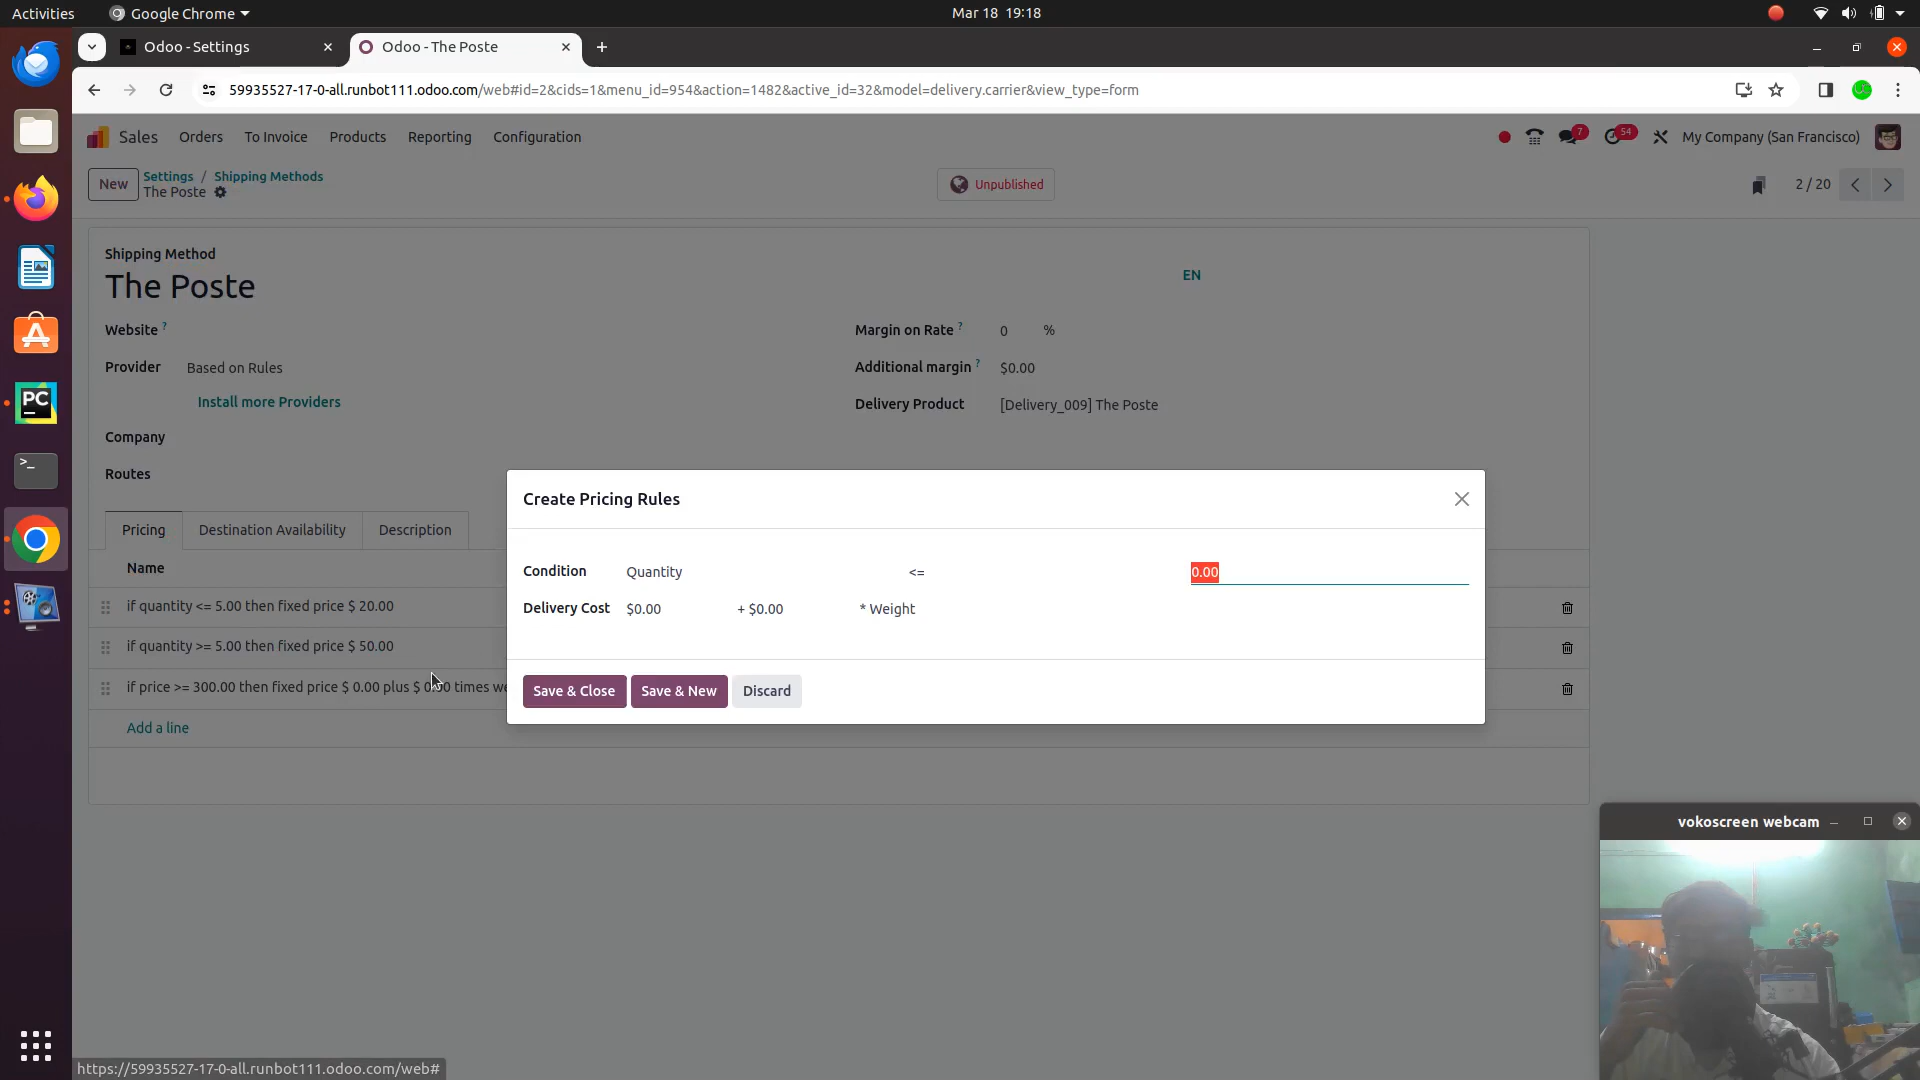 Activities
Google Chrome
Mar 18 19:18
Odoo - Settings
Odoo - The Poste
59935527-17-0-all.runbot111.odoo.com/web#id=2&cids=1&menu_id=954&action=1482&active_id=32&model=delivery.carrier&view_type=form
Sales
Orders
To Invoice
Products
Reporting
Configuration
7
54
My Company (San Francisco)
New
Settings / Shipping Methods
The Poste
Unpublished
2 / 20
Shipping Method
The Poste
EN
Website ?
Margin on Rate ? 0 %
Provider Based on Rules
Additional margin ? $0.00
Install more Providers
Delivery Product [Delivery_009] The Poste
Company
Routes
Pricing
Destination Availability
Description
Name
if quantity <= 5.00 then fixed price $ 20.00
if quantity >= 5.00 then fixed price $ 50.00
if price >= 300.00 then fixed price $ 0.00 plus $ 0.00 times we
Add a line
Create Pricing Rules
Condition Quantity <= 0.00
Delivery Cost $0.00 + $0.00 * Weight
Save & Close
Save & New
Discard
vokoscreen webcam
PC
https://59935527-17-0-all.runbot111.odoo.com/web#